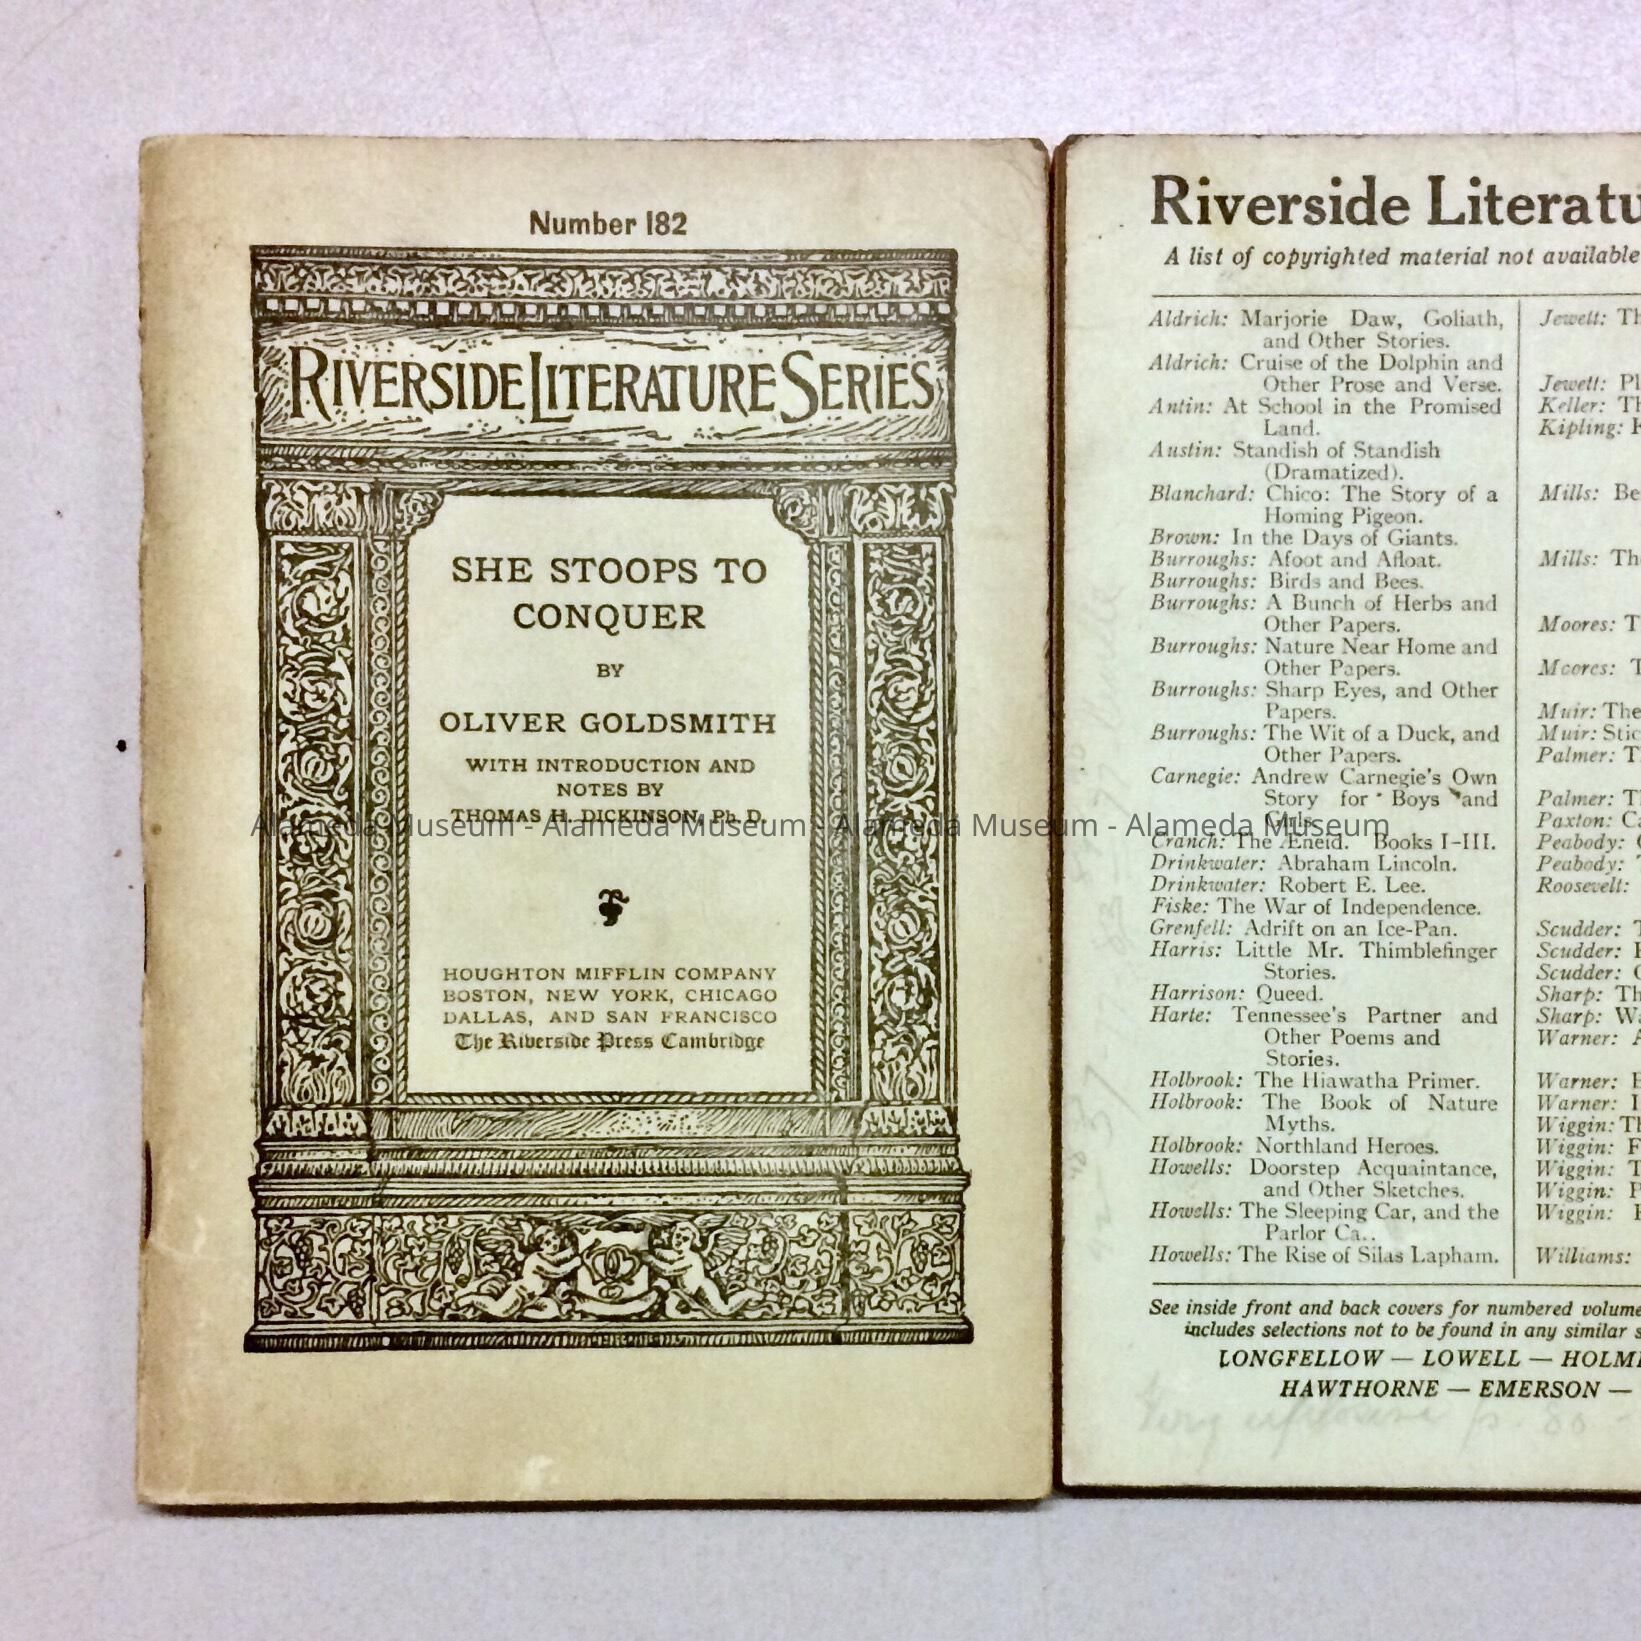 Number 182
RIVERSIDE LITERATURE SERIES
SHE STOOPS TO
CONQUER
BY
OLIVER GOLDSMITH
WITH INTRODUCTION AND
NOTES BY
THOMAS H. DICKINSON, Ph. D.
HOUGHTON MIFFLIN COMPANY
BOSTON, NEW YORK, CHICAGO
DALLAS, AND SAN FRANCISCO
The Riverside Press Cambridge
Alameda Museum - Alameda Museum - Alameda Museum - Alameda Museum
Riverside
A list of copyrighted material not available
Aldrich: Marjorie Daw, Goliath,
and Other Stories.
Aldrich: Cruise of the Dolphin and
Other Prose and Verse.
Antin: At School in the Promised
Land.
Austin: Standish of Standish
(Dramatized).
Blanchard: Chico: The Story of a
Homing Pigeon.
Brown: In the Days of Giants.
Burroughs: Afoot and Afloat.
Burroughs: Birds and Bees.
Burroughs: A Bunch of Herbs and
Other Papers.
Burroughs: Nature Near Home and
Other Papers.
Burroughs: Sharp Eyes, and Other
Papers.
Burroughs: The Wit of a Duck, and
Other Papers.
Carnegie: Andrew Carnegie's Own
Story for Boys and
Girls.
Cranch: The Æneid. Books I-III.
Drinkwater: Abraham Lincoln.
Drinkwater: Robert E. Lee.
Fiske: The War of Independence.
Grenfell: Adrift on an Ice-Pan.
Harris: Little Mr. Thimblefinger
Stories.
Harrison: Queed.
Harte: Tennessee's Partner and
Other Poems and
Stories.
Holbrook: The Hiawatha Primer.
Holbrook: The Book of Nature
Myths.
Holbrook: Northland Heroes.
Howells: Doorstep Acquaintance,
and Other Sketches.
Howells: The Sleeping Car, and the
Parlor
Howells: The Rise of Silas Lapham.
Jewett:
Jewett:
Keller:
Kipling:
Mills:
Mills:
Moores:
Moores:
Muir: The
Muir:
Palmer:
Palmer:
Paxton:
Peabody:
Peabody:
Roosevelt:
Scudder:
Scudder:
Scudder:
Sharp:
Sharp:
Warner:
Warner:
Warner:
Wiggin:
Wiggin:
Wiggin:
Wiggin:
Wiggin:
Williams:
See inside front and back covers for numbered
includes selections not to be found in any similar
LONGFELLOW — LOWELL —
HAWTHORNE — EMERSON —